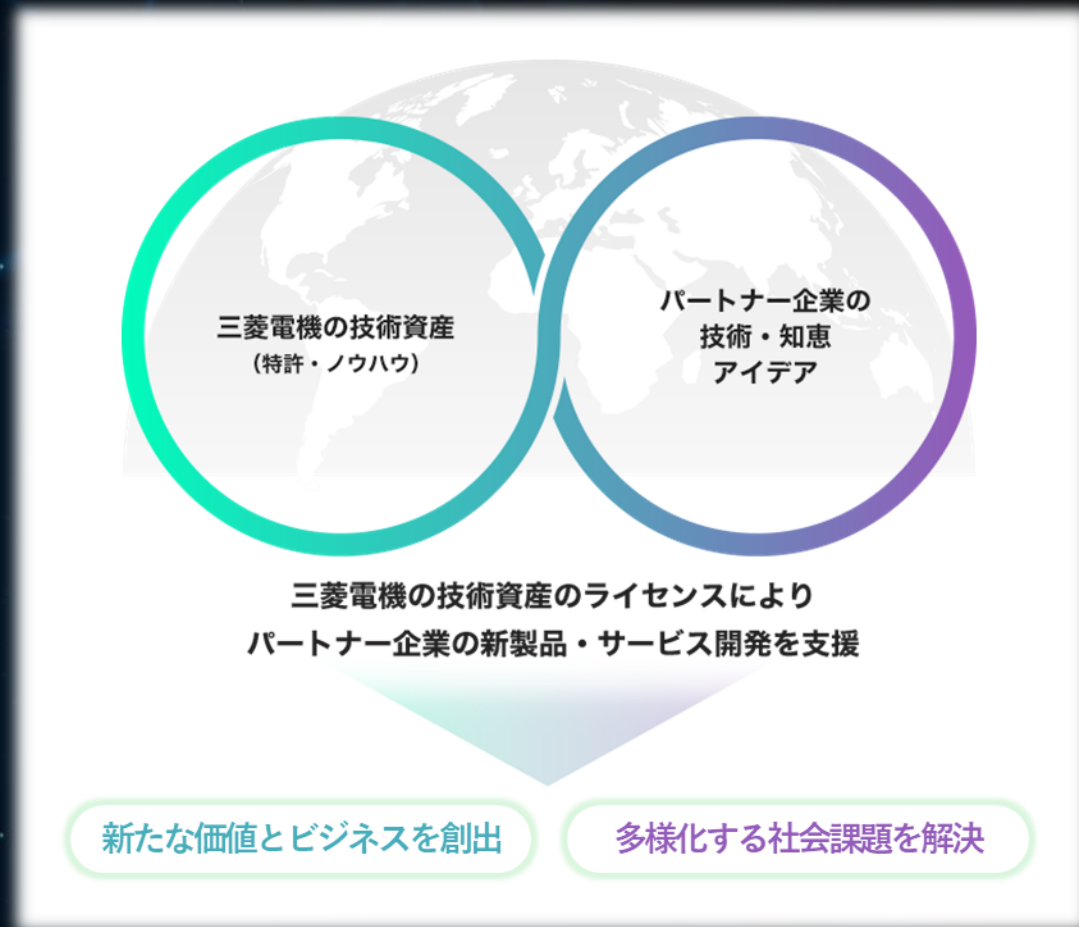 三菱電機の技術資産
(特許・ノウハウ)
パートナー企業の
技術・知恵
アイデア
三菱電機の技術資産のライセンスにより
パートナー企業の新製品・サービス開発を支援
新たな価値とビジネスを創出
多様化する社会課題を解決